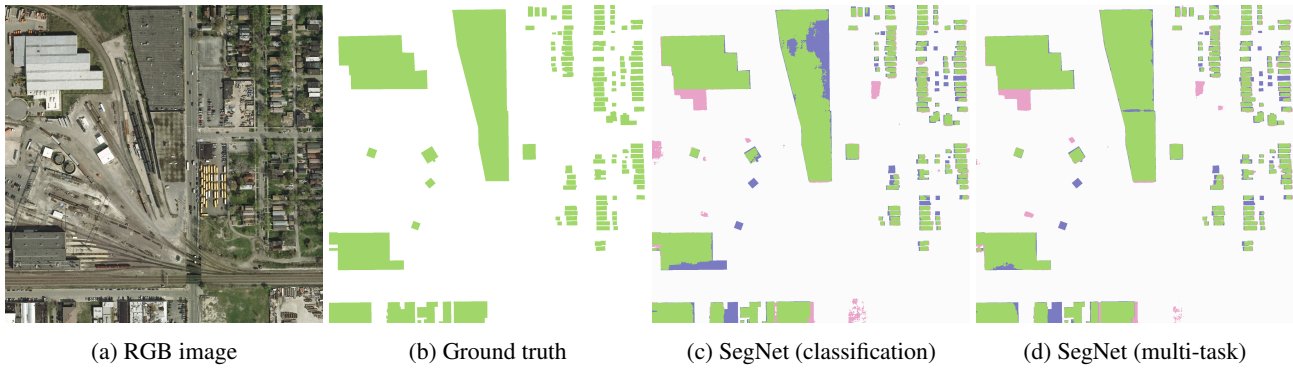 (a) RGB image
(b) Ground truth
(c) SegNet (classification)
(d) SegNet (multi-task)